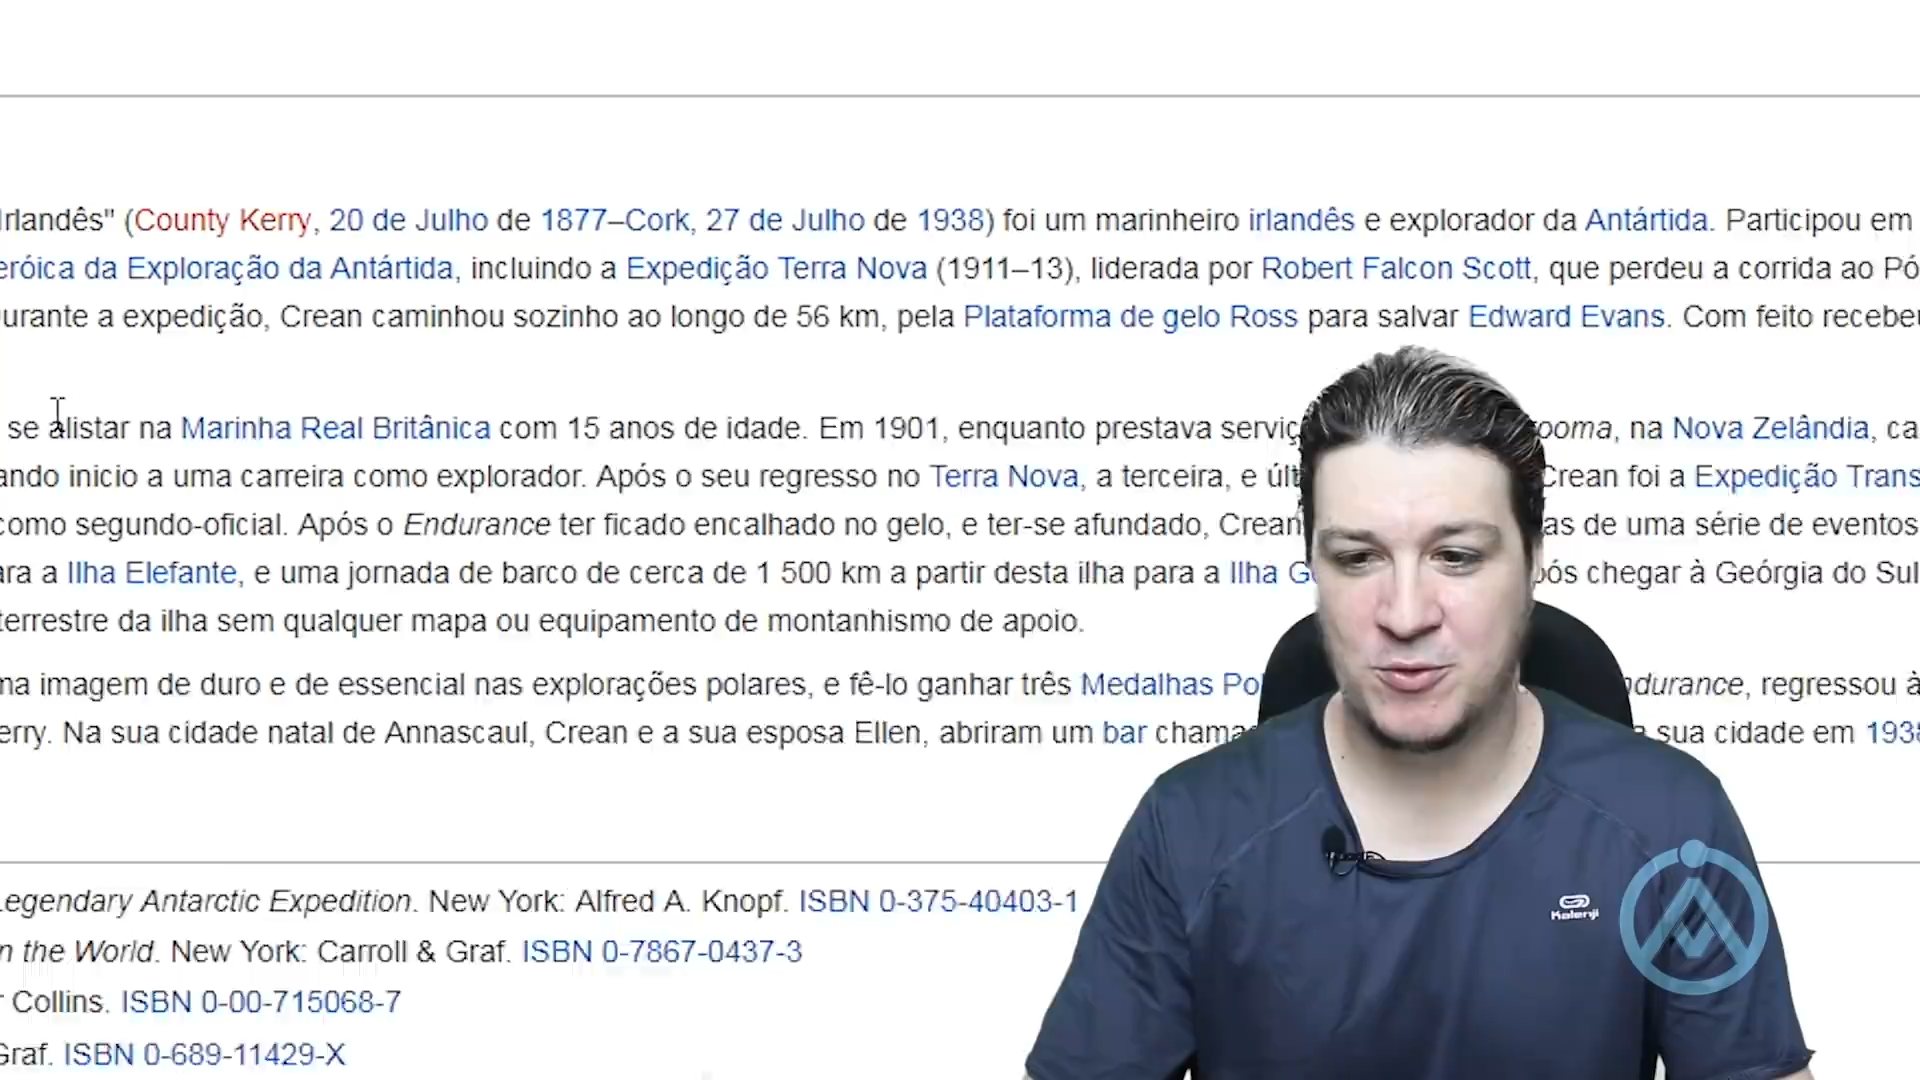 Irlandês" (County Kerry, 20 de Julho de 1877–Cork, 27 de Julho de 1938) foi um marinheiro irlandês e explorador da Antártida. Participou em
eróica da Exploração da Antártida, incluindo a Expedição Terra Nova (1911–13), liderada por Robert Falcon Scott, que perdeu a corrida ao Pó
urante a expedição, Crean caminhou sozinho ao longo de 56 km, pela Plataforma de gelo Ross para salvar Edward Evans. Com feito recebeu
se alistar na Marinha Real Britânica com 15 anos de idade. Em 1901, enquanto prestava serviç ooma, na Nova Zelândia, ca
ando inicio a uma carreira como explorador. Após o seu regresso no Terra Nova, a terceira, e últ Crean foi a Expedição Trans
como segundo-oficial. Após o Endurance ter ficado encalhado no gelo, e ter-se afundado, Crean as de uma série de eventos
ara a Ilha Elefante, e uma jornada de barco de cerca de 1 500 km a partir desta ilha para a Ilha G ós chegar à Geórgia do Sul
terrestre da ilha sem qualquer mapa ou equipamento de montanhismo de apoio.
ma imagem de duro e de essencial nas explorações polares, e fê-lo ganhar três Medalhas Pol ndurance, regressou à
erry. Na sua cidade natal de Annascaul, Crean e a sua esposa Ellen, abriram um bar chama sua cidade em 1938
Legendary Antarctic Expedition. New York: Alfred A. Knopf. ISBN 0-375-40403-1
n the World. New York: Carroll & Graf. ISBN 0-7867-0437-3
r Collins. ISBN 0-00-715068-7
Graf. ISBN 0-689-11429-X
Kalenji